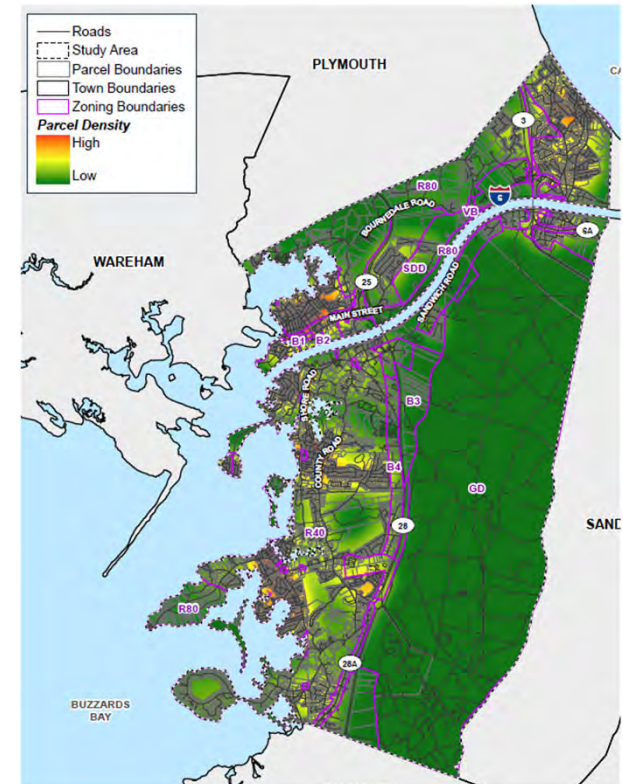 Roads
Study Area
Parcel Boundaries
Town Boundaries
Zoning Boundaries
Parcel Density
High
Low
PLYMOUTH
CA
3
R80
BOURNEDALE ROAD
6
VB
6A
WAREHAM
R80
SDD
25
SANDWICH ROAD
MAIN STREET
B1
B2
SHORE ROAD
B3
COUNTY ROAD
B4
GD
28
SAND
R40
R80
28A
BUZZARDS
BAY